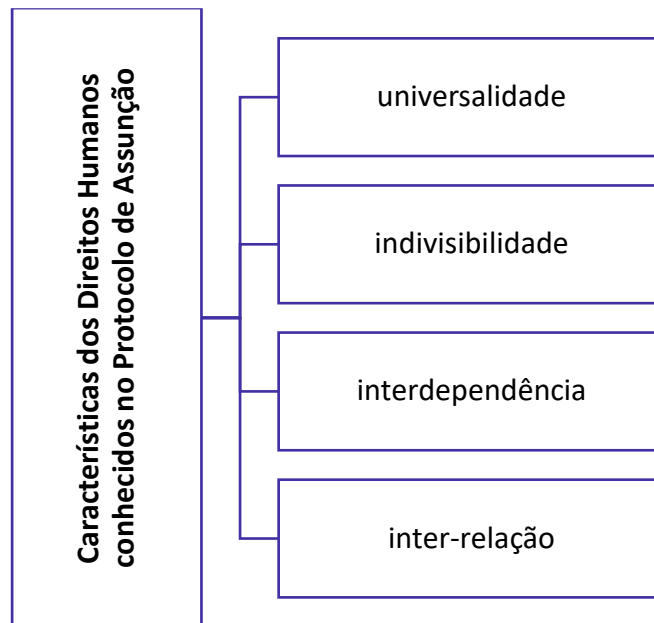 Características dos Direitos Humanos
conhecidos no Protocolo de Assunção
universalidade
indivisibilidade
interdependência
inter-relação